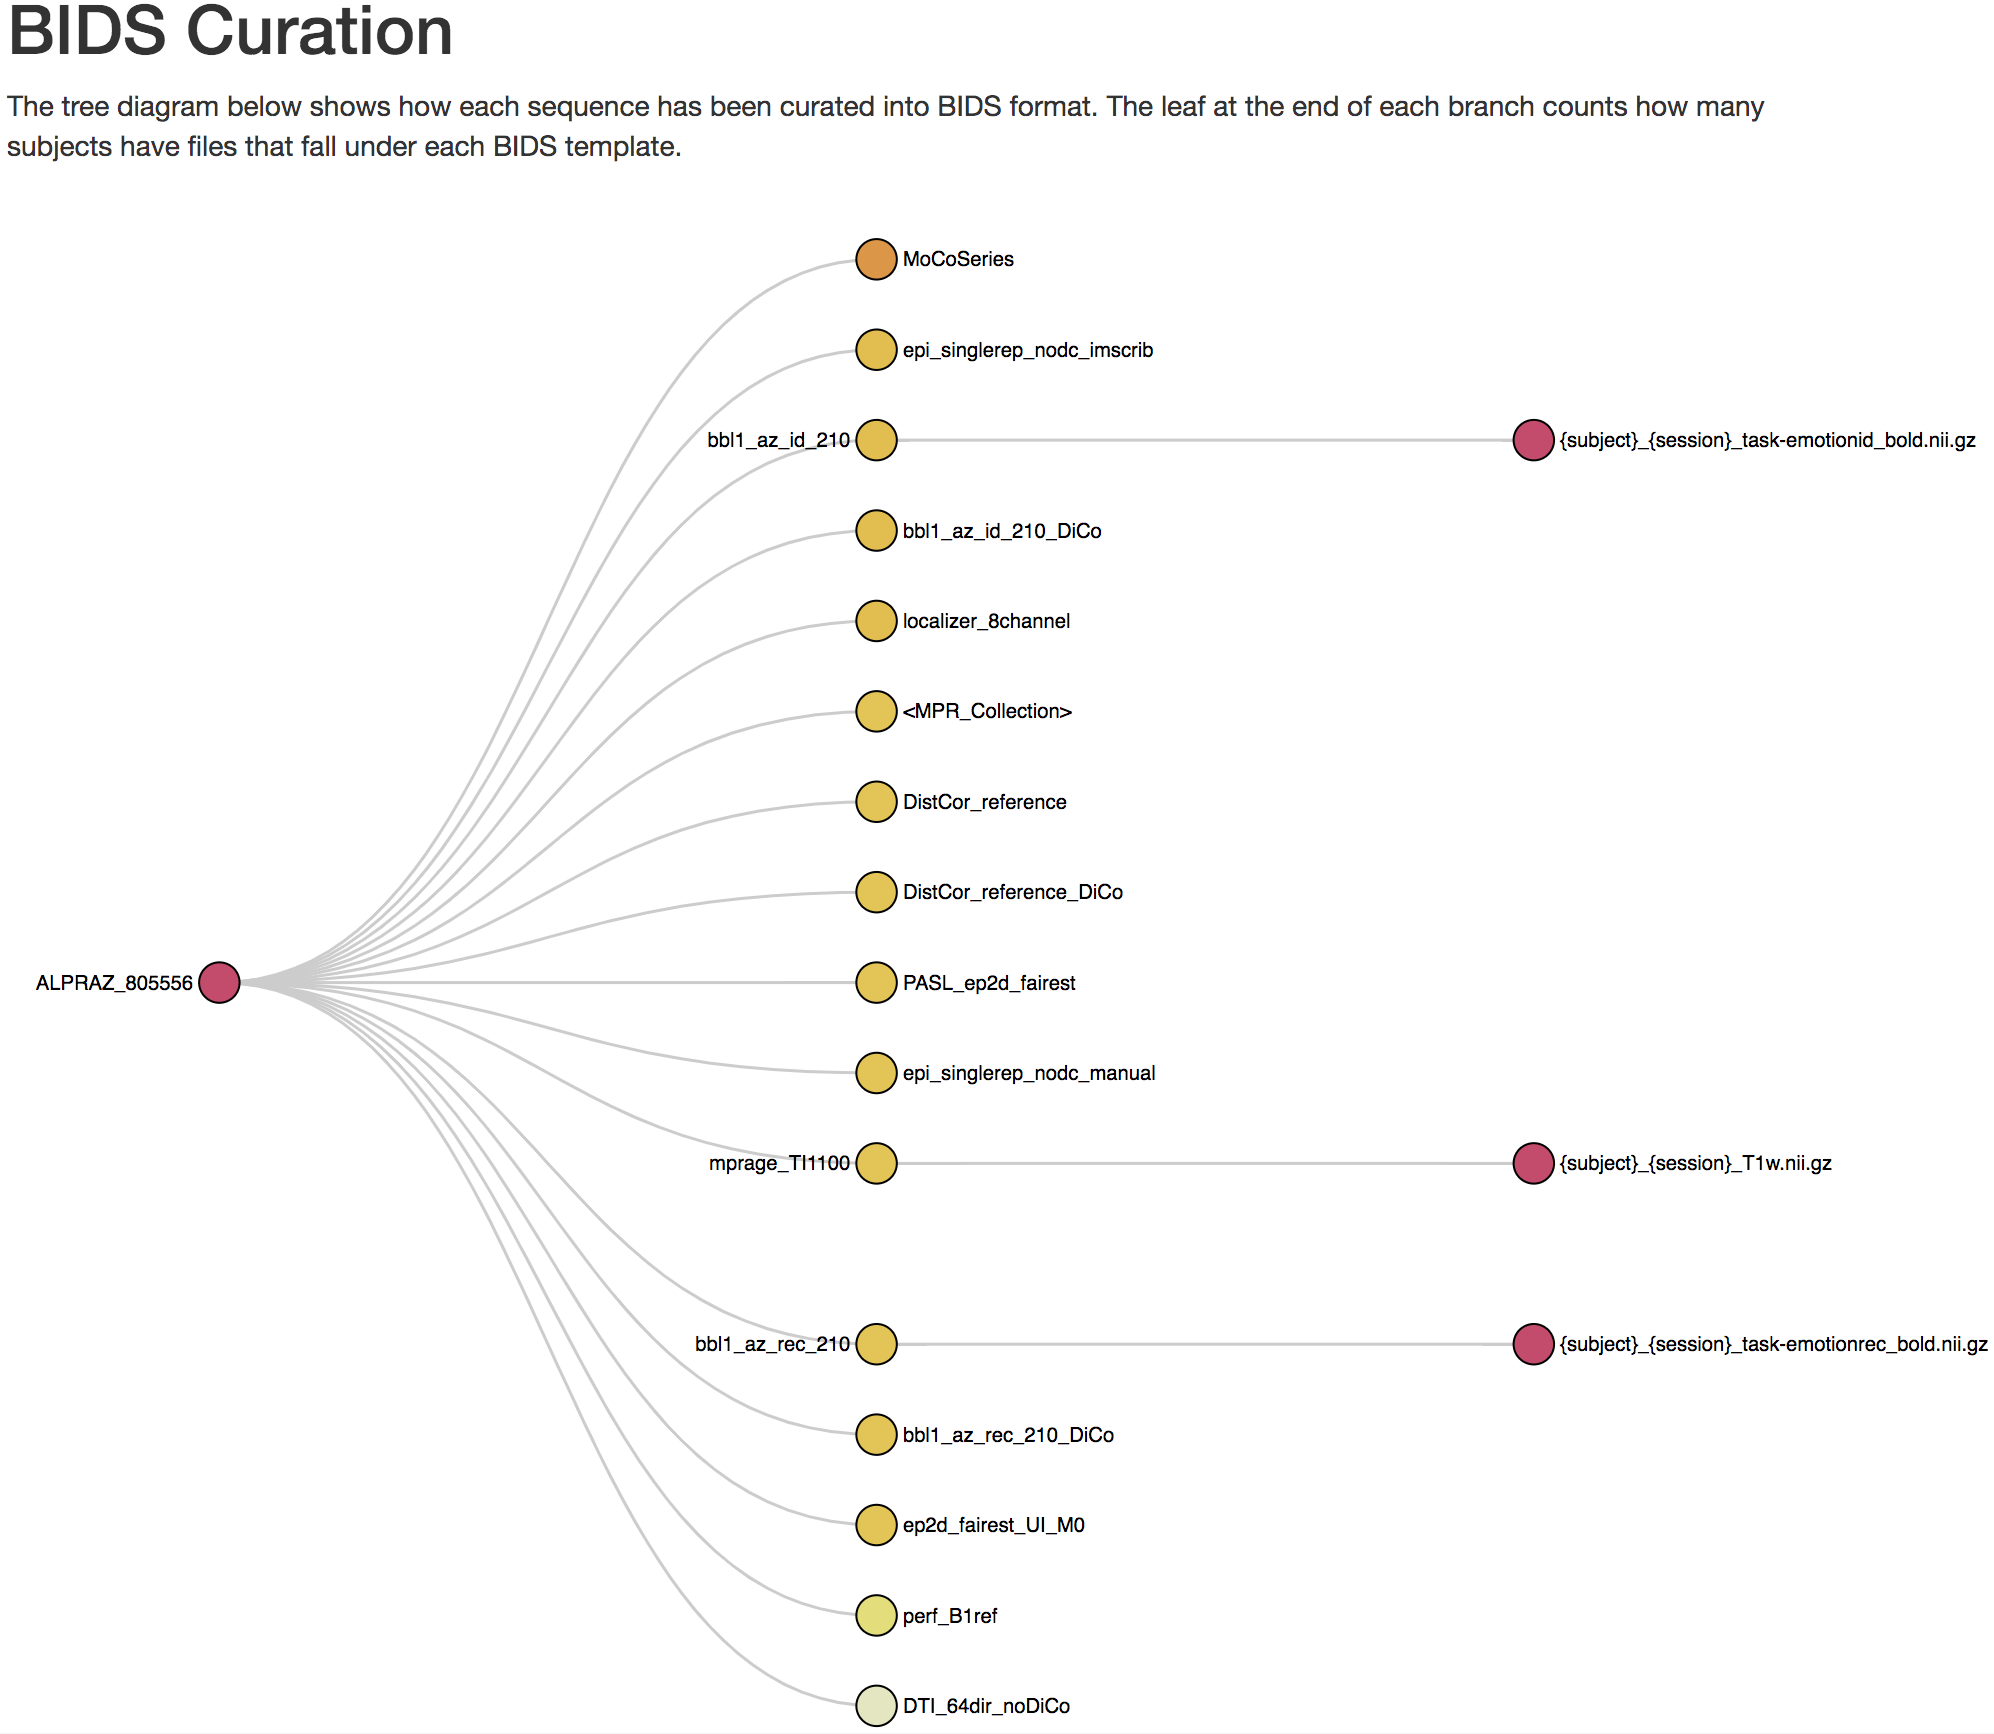 BIDS Curation
The tree diagram below shows how each sequence has been curated into BIDS format. The leaf at the end of each branch counts how many
subjects have files that fall under each BIDS template.
MoCoSeries
epi_singlerep_nodc_imscrib
bbl1_az_id_210
{subject}_{session}_task-emotionid_bold.nii.gz
bbl1_az_id_210_DiCo
localizer_8channel
<MPR_Collection>
DistCor_reference
DistCor_reference_DiCo
ALPRAZ_805556
PASL_ep2d_fairest
epi_singlerep_nodc_manual
mprage_TI1100
{subject}_{session}_T1w.nii.gz
bbl1_az_rec_210
{subject}_{session}_task-emotionrec_bold.nii.gz
bbl1_az_rec_210_DiCo
ep2d_fairest_UI_M0
perf_B1ref
DTI_64dir_noDiCo